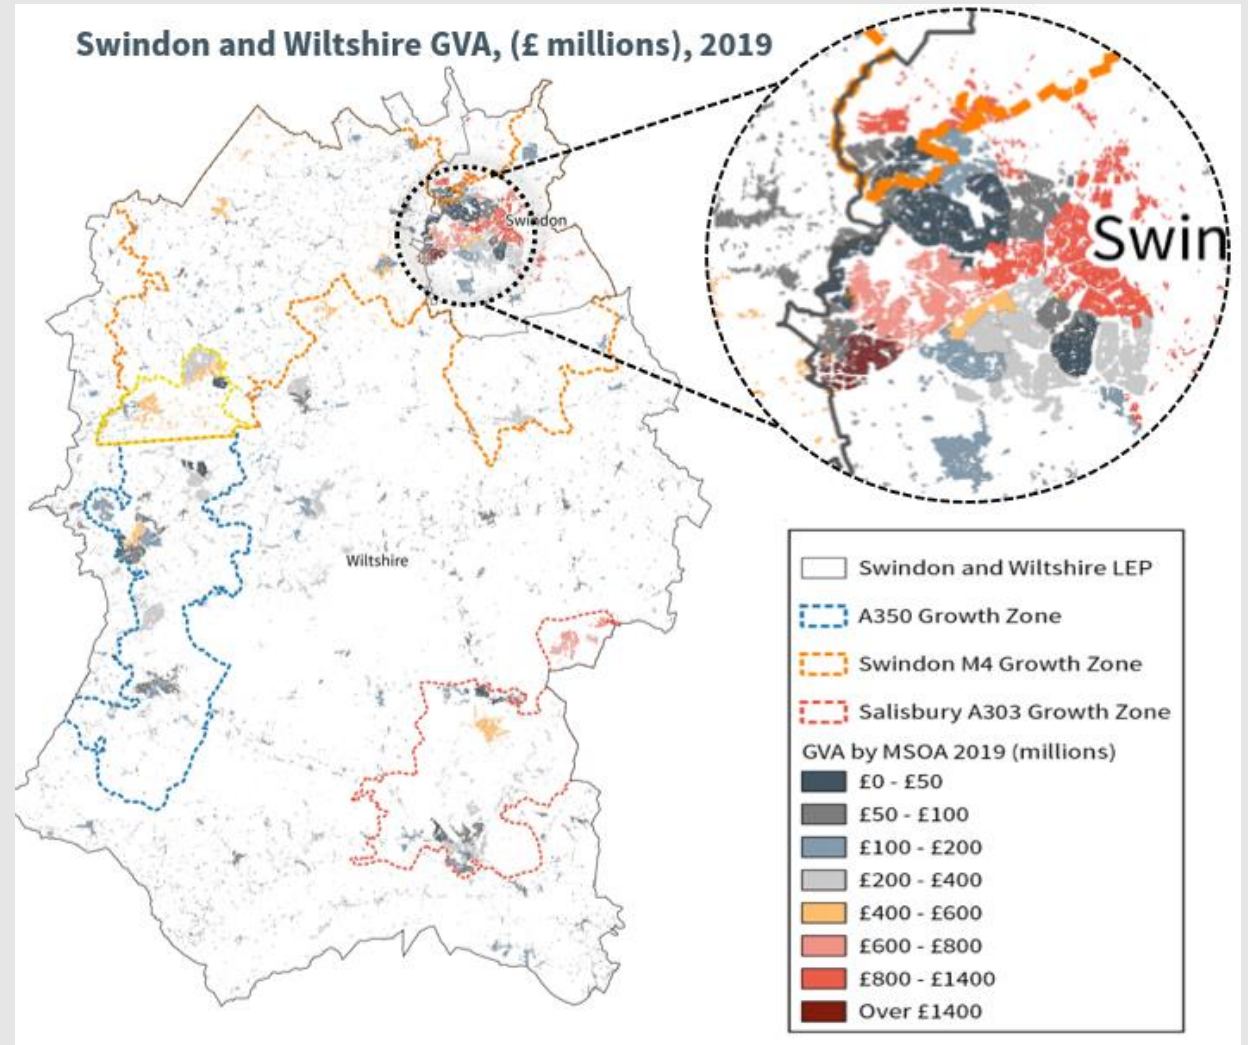 Swindon and Wiltshire GVA, (£ millions), 2019
Swindon
Swin
Wiltshire
Swindon and Wiltshire LEP
A350 Growth Zone
Swindon M4 Growth Zone
Salisbury A303 Growth Zone
GVA by MSOA 2019 (millions)
£0 - £50
£50 - £100
£100 - £200
£200 - £400
£400 - £600
£600 - £800
£800 - £1400
Over £1400